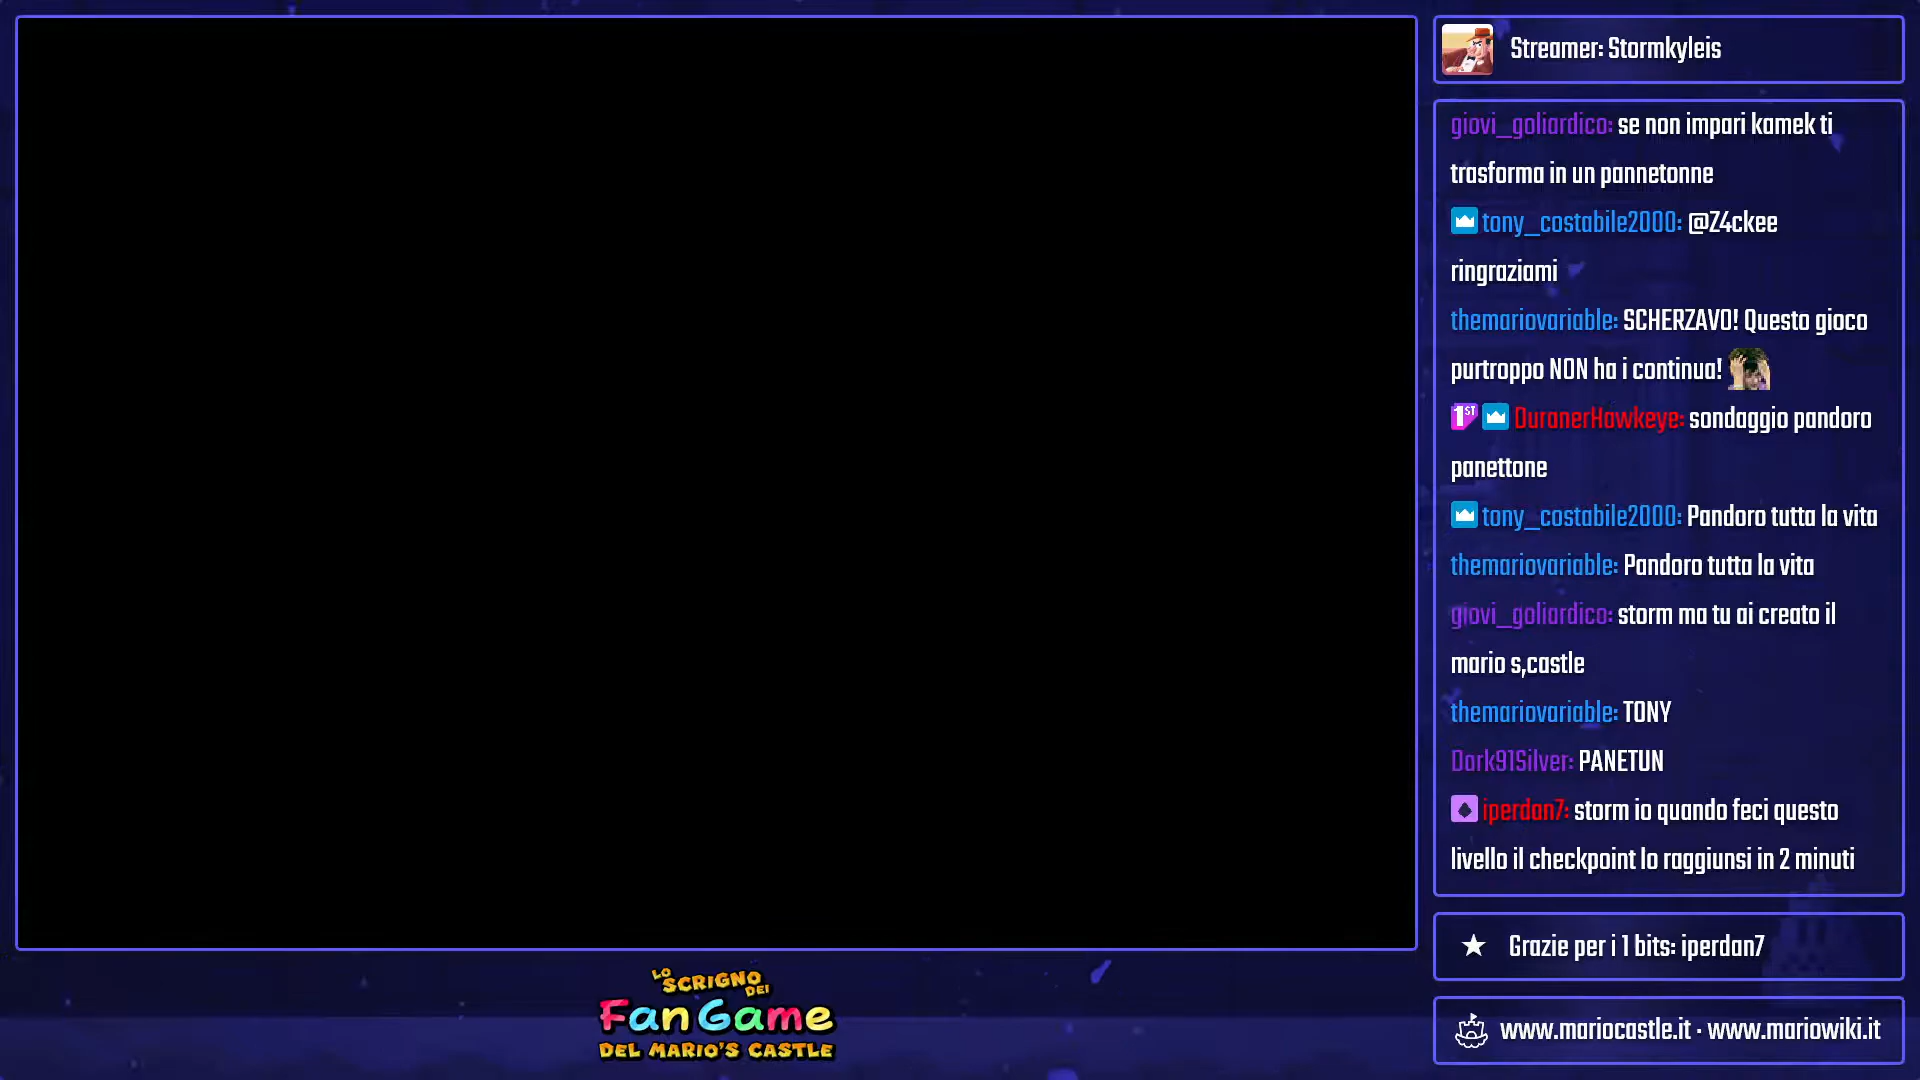 Streamer: Stormkyleis
giovi_goliardico: se non impari kamek ti
trasforma in un pannetonne
tony_costabile2000: @Z4ckee
ringraziami
themariovariable: SCHERZAVO! Questo gioco
purtroppo NON ha i continua!
1ST DuranerHawkeye: sondaggio pandoro
panettone
tony_costabile2000: Pandoro tutta la vita
themariovariable: Pandoro tutta la vita
giovi_goliardico: storm ma tu ai creato il
mario s,castle
themariovariable: TONY
Dark91Silver: PANETUN
iperdan7: storm io quando feci questo
livello il checkpoint lo raggiunsi in 2 minuti
Grazie per i 1 bits: iperdan7
www.mariocastle.it · www.mariowiki.it
LO
SCRIGNO
DEI
FanGame
DEL MARIO'S CASTLE